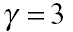 γ = 3